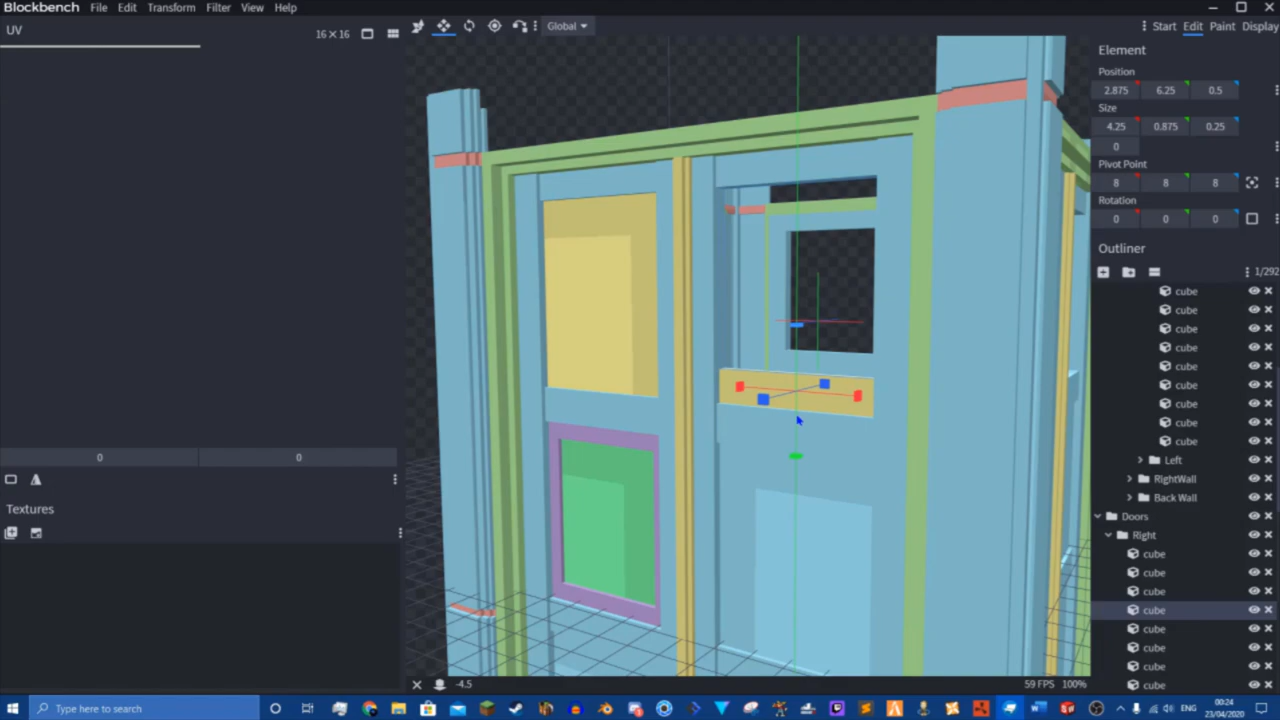 Blockbench File Edit Transform Filter View Help
UV
16×16
Global
Start Edit Paint Display
Element
Position
2.875 6.25 0.5
Size
4.25 0.875 0.25
0
Pivot Point
8 8 8
Rotation
0 0 0
Outliner
1/292
cube
cube
cube
cube
cube
cube
cube
cube
cube
Left
RightWall
Back Wall
Doors
Right
cube
cube
cube
cube
cube
cube
cube
cube
0 0
Textures
-4.5
59 FPS 100%
Type here to search
ENG
00:24
23/04/2020